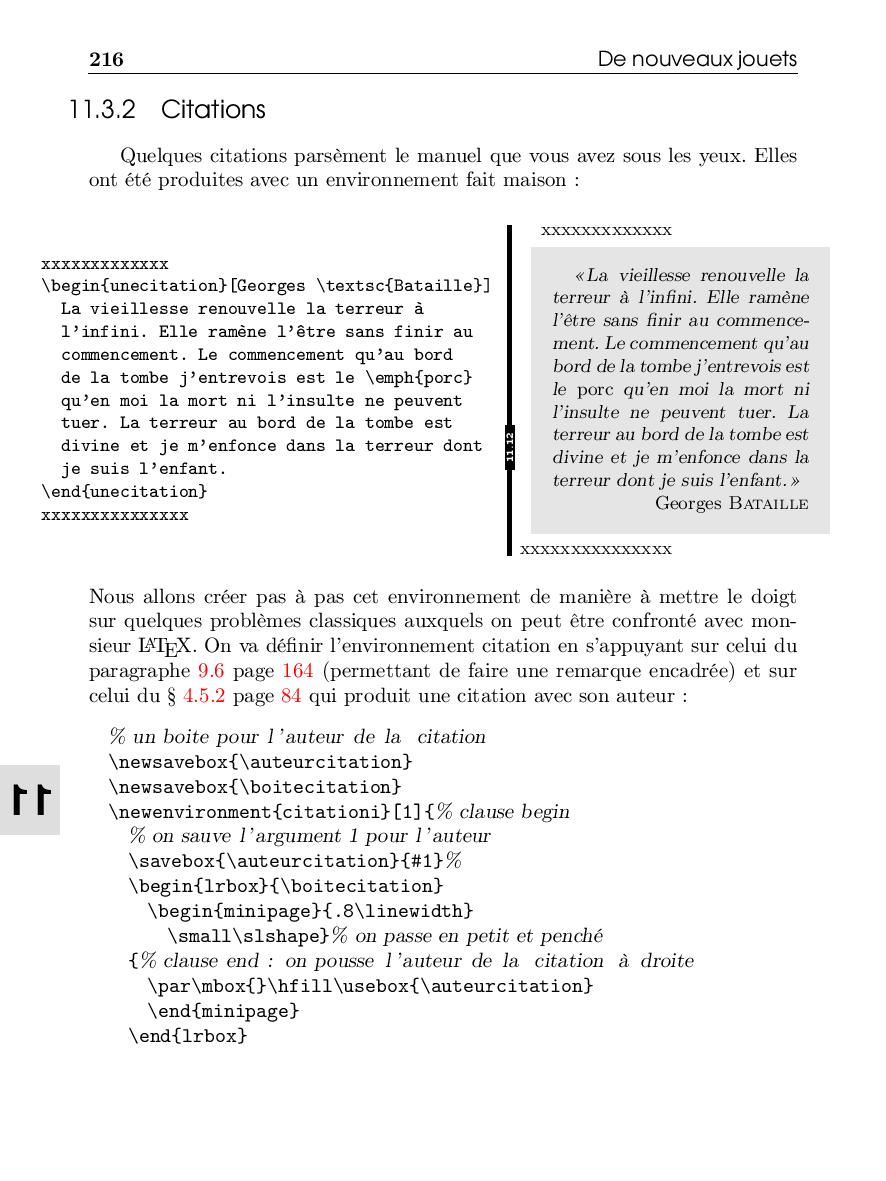 216 De nouveaux jouets
11.3.2 Citations
Quelques citations parsèment le manuel que vous avez sous les yeux. Elles
ont été produites avec un environnement fait maison :
xxxxxxxxxxxxx
\begin{unecitation}[Georges \textsc{Bataille}]
La vieillesse renouvelle la terreur à
l'infini. Elle ramène l'être sans finir au
commencement. Le commencement qu'au bord
de la tombe j'entrevois est le \emph{porc}
qu'en moi la mort ni l'insulte ne peuvent
tuer. La terreur au bord de la tombe est
divine et je m'enfonce dans la terreur dont
je suis l'enfant.
\end{unecitation}
xxxxxxxxxxxxxxx
11.12
xxxxxxxxxxxxx
« La vieillesse renouvelle la
terreur à l'infini. Elle ramène
l'être sans finir au commence-
ment. Le commencement qu'au
bord de la tombe j'entrevois est
le porc qu'en moi la mort ni
l'insulte ne peuvent tuer. La
terreur au bord de la tombe est
divine et je m'enfonce dans la
terreur dont je suis l'enfant. »
Georges BATAILLE
xxxxxxxxxxxxxxx
Nous allons créer pas à pas cet environnement de manière à mettre le doigt
sur quelques problèmes classiques auxquels on peut être confronté avec mon-
sieur LATEX. On va définir l'environnement citation en s'appuyant sur celui du
paragraphe 9.6 page 164 (permettant de faire une remarque encadrée) et sur
celui du § 4.5.2 page 84 qui produit une citation avec son auteur :
% un boite pour l'auteur de la citation
\newsavebox{\auteurcitation}
\newsavebox{\boitecitation}
\newenvironment{citationi}[1]{% clause begin
% on sauve l'argument 1 pour l'auteur
\savebox{\auteurcitation}{#1}%
\begin{lrbox}{\boitecitation}
\begin{minipage}{.8\linewidth}
\small\slshape}% on passe en petit et penché
{% clause end : on pousse l'auteur de la citation à droite
\par\mbox{}\hfill\usebox{\auteurcitation}
\end{minipage}
\end{lrbox}
11